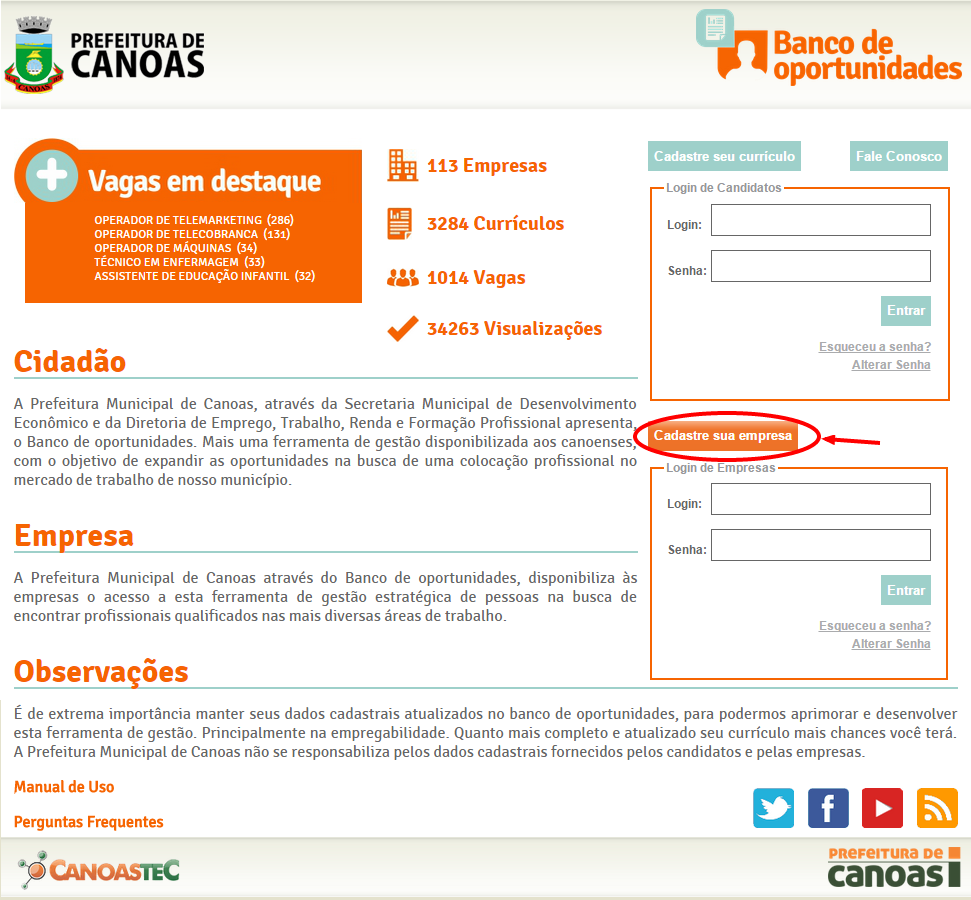 PREFEITURA DE
CANOAS
CANOAS
Banco de
oportunidades
Vagas em destaque
OPERADOR DE TELEMARKETING (286)
OPERADOR DE TELECOBRANCA (131)
OPERADOR DE MÁQUINAS (34)
TÉCNICO EM ENFERMAGEM (33)
ASSISTENTE DE EDUCAÇÃO INFANTIL (32)
113 Empresas
3284 Currículos
1014 Vagas
34263 Visualizações
Cadastre seu currículo
Fale Conosco
Login de Candidatos
Login:
Senha:
Entrar
Esqueceu a senha?
Alterar Senha
Cidadão
A Prefeitura Municipal de Canoas, através da Secretaria Municipal de Desenvolvimento
Econômico e da Diretoria de Emprego, Trabalho, Renda e Formação Profissional apresenta,
o Banco de oportunidades. Mais uma ferramenta de gestão disponibilizada aos canoenses,
com o objetivo de expandir as oportunidades na busca de uma colocação profissional no
mercado de trabalho de nosso município.
Cadastre sua empresa
Login de Empresas
Login:
Senha:
Entrar
Esqueceu a senha?
Alterar Senha
Empresa
A Prefeitura Municipal de Canoas através do Banco de oportunidades, disponibiliza às
empresas o acesso a esta ferramenta de gestão estratégica de pessoas na busca de
encontrar profissionais qualificados nas mais diversas áreas de trabalho.
Observações
É de extrema importância manter seus dados cadastrais atualizados no banco de oportunidades, para podermos aprimorar e desenvolver
esta ferramenta de gestão. Principalmente na empregabilidade. Quanto mais completo e atualizado seu currículo mais chances você terá.
A Prefeitura Municipal de Canoas não se responsabiliza pelos dados cadastrais fornecidos pelos candidatos e pelas empresas.
Manual de Uso
Perguntas Frequentes
CANOASTEC
PREFEITURA DE
canoas